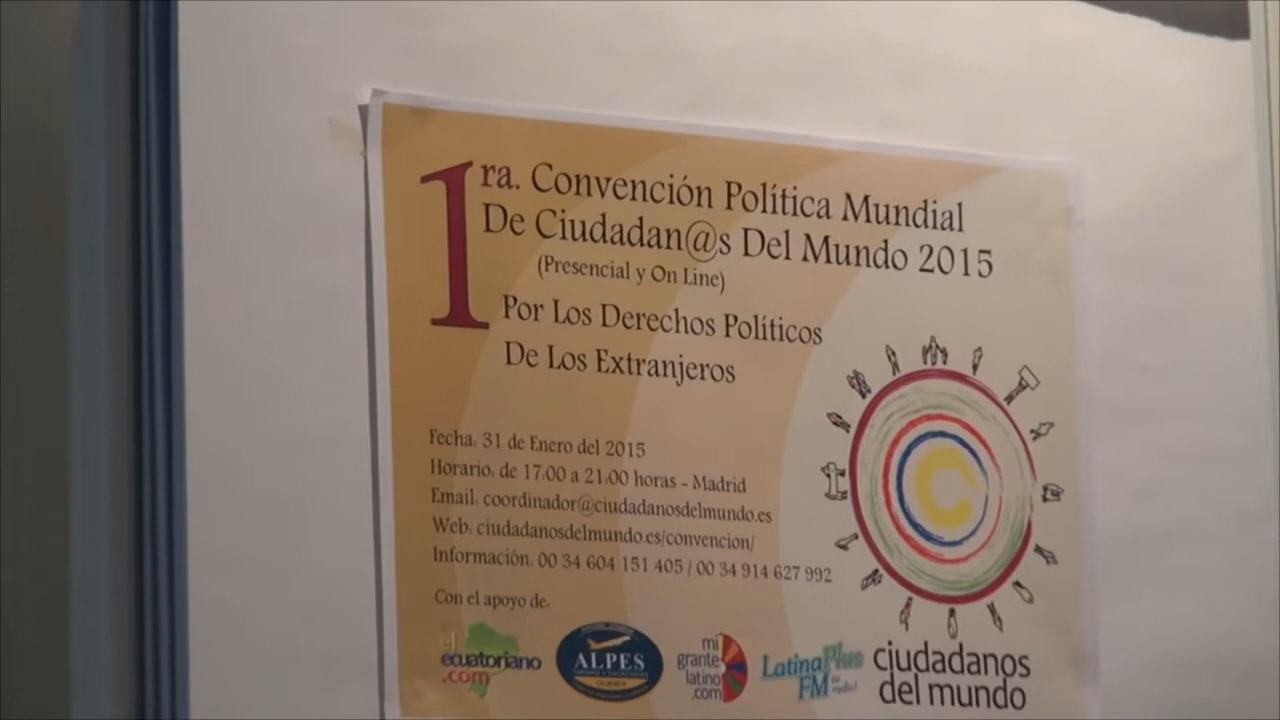 1ra. Convención Política Mundial
De Ciudadan@s Del Mundo 2015
(Presencial y On Line)
Por Los Derechos Políticos
De Los Extranjeros
Fecha: 31 de Enero del 2015
Horario: de 17:00 a 21:00 horas - Madrid
Email: coordinador@ciudadanosdelmundo.es
Web: ciudadanosdelmundo.es/convencion/
Información: 00 34 604 151 405 / 00 34 914 627 992
Con el apoyo de:
el
ecuatoriano
.com
ALPES
mi
grante
latino
.com
Latina Plus
FM
tu radio!
ciudadanos
del mundo